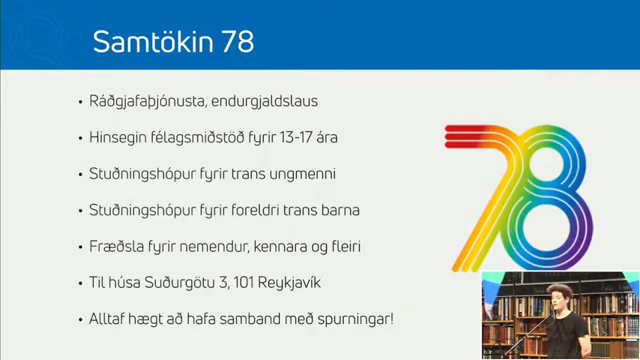 Samtökin 78
• Ráðgjafaþjónusta, endurgjaldslaus
• Hinsegin félagsmiðstöð fyrir 13-17 ára
• Stuðningshópur fyrir trans ungmenni
• Stuðningshópur fyrir foreldri trans barna
• Fræðsla fyrir nemendur, kennara og fleiri
• Til húsa Suðurgötu 3, 101 Reykjavík
• Alltaf hægt að hafa samband með spurningar!
78